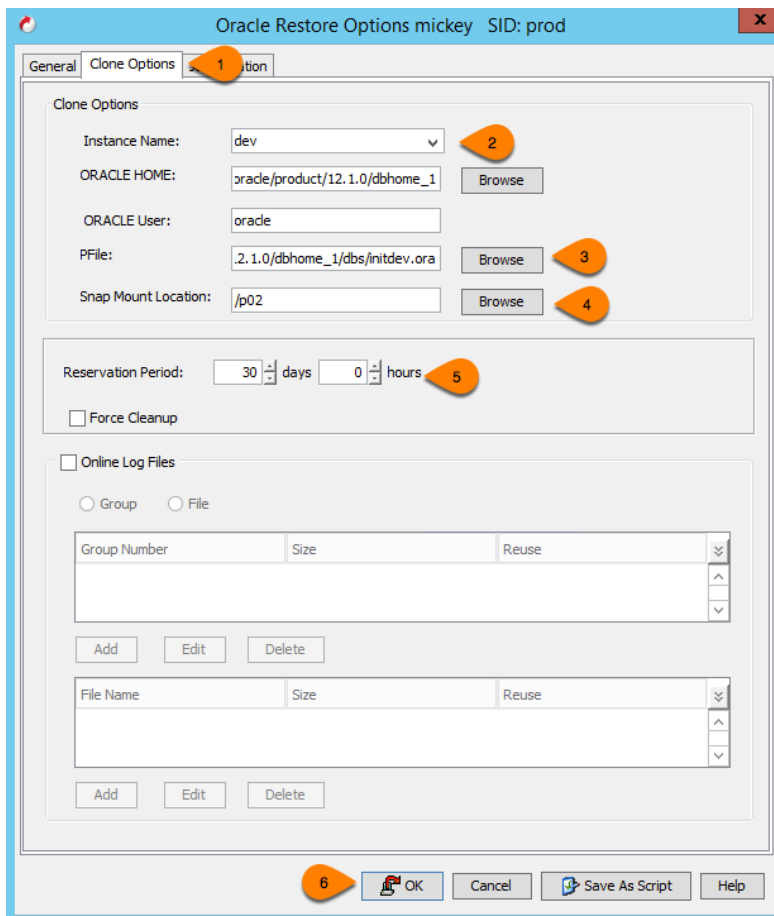 Oracle Restore Options mickey SID: prod
x
General Clone Options 1 tion
Clone Options
Instance Name: dev 2
ORACLE HOME: oracle/product/12.1.0/dbhome_1 Browse
ORACLE User: oracle
PFile: .2.1.0/dbhome_1/dbs/initdev.ora Browse 3
Snap Mount Location: /p02 Browse 4
Reservation Period: 30 days 0 hours 5
Force Cleanup
Online Log Files
Group File
Group Number Size Reuse
Add Edit Delete
File Name Size Reuse
Add Edit Delete
6 OK Cancel Save As Script Help